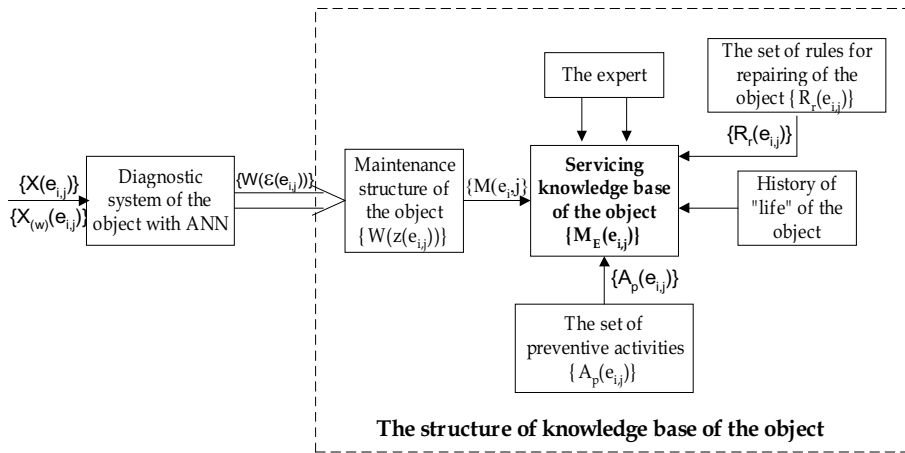 {X(e_{i,j})}
{X_{(w)}(e_{i,j})}
Diagnostic
system of the
object with ANN
{W(ε(e_{i,j}))}
Maintenance
structure of
the object
{W(z(e_{i,j}))}
{M(e_{i,}j}
The expert
Servicing
knowledge base
of the object
{M_E(e_{i,j})}
The set of rules for
repairing of the
object {R_r(e_{i,j})}
{R_r(e_{i,j})}
History of
"life" of the
object
{A_p(e_{i,j})}
The set of
preventive activities
{A_p(e_{i,j})}
The structure of knowledge base of the object